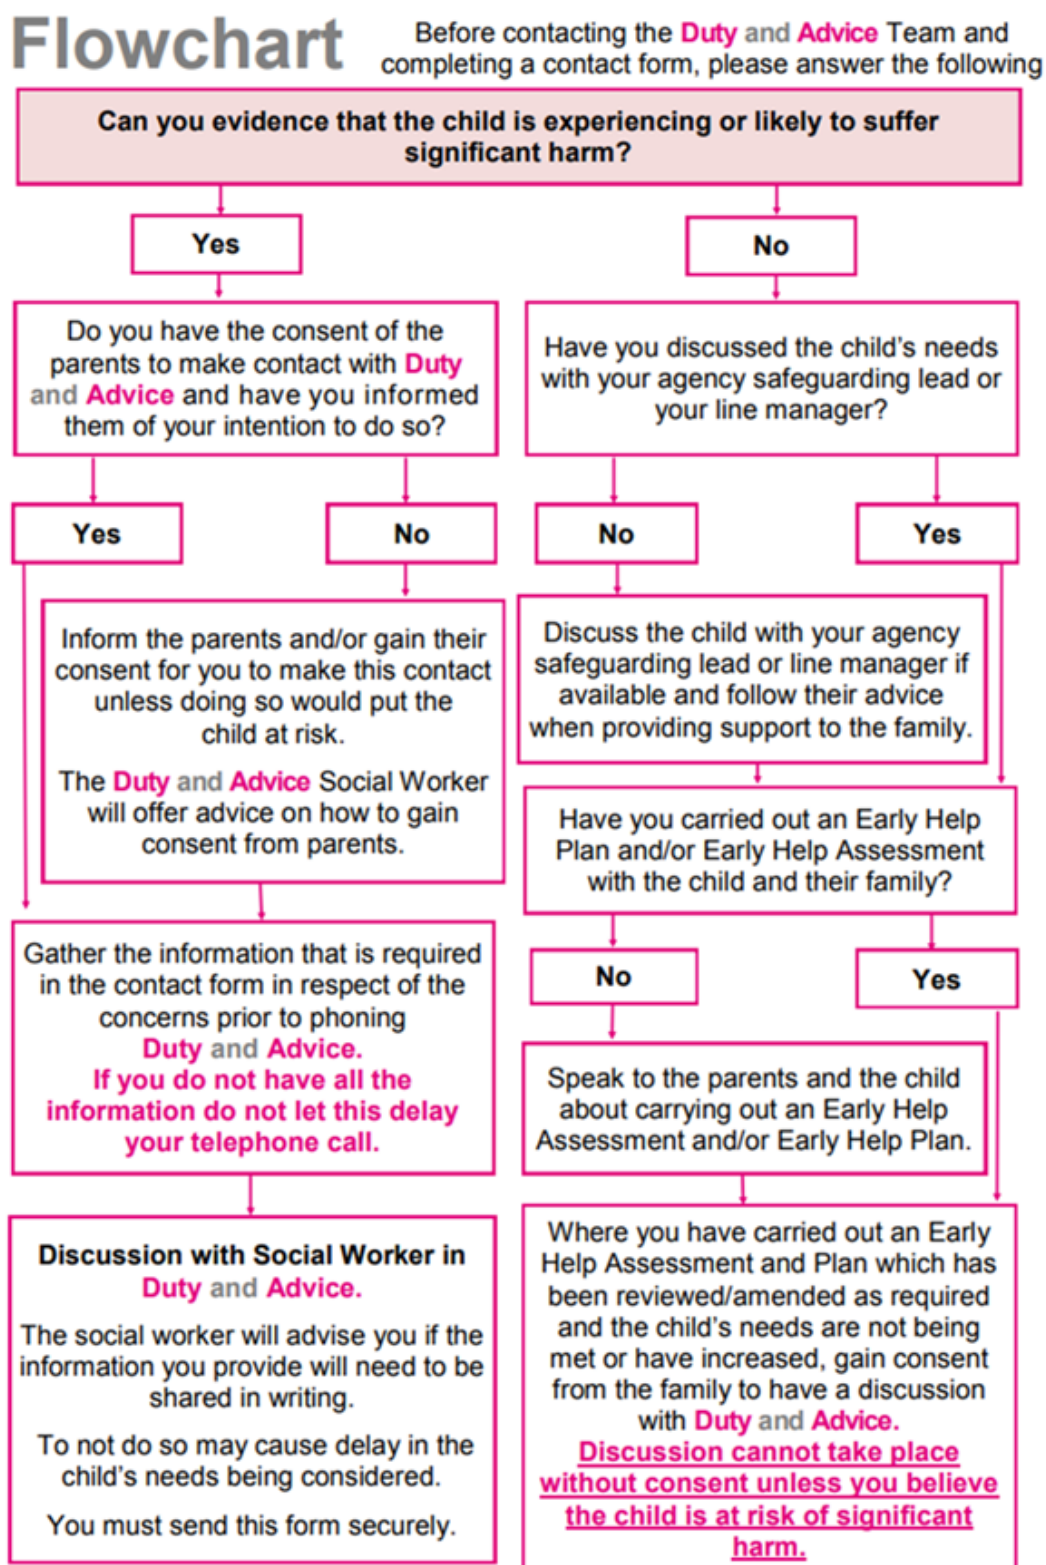 Flowchart
Before contacting the Duty and Advice Team and
completing a contact form, please answer the following
Can you evidence that the child is experiencing or likely to suffer
significant harm?
Yes
No
Do you have the consent of the
parents to make contact with Duty
and Advice and have you informed
them of your intention to do so?
Have you discussed the child's needs
with your agency safeguarding lead or
your line manager?
Yes
No
No
Yes
Inform the parents and/or gain their
consent for you to make this contact
unless doing so would put the
child at risk.
The Duty and Advice Social Worker
will offer advice on how to gain
consent from parents.
Discuss the child with your agency
safeguarding lead or line manager if
available and follow their advice
when providing support to the family.
Have you carried out an Early Help
Plan and/or Early Help Assessment
with the child and their family?
Gather the information that is required
in the contact form in respect of the
concerns prior to phoning
Duty and Advice.
If you do not have all the
information do not let this delay
your telephone call.
No
Yes
Speak to the parents and the child
about carrying out an Early Help
Assessment and/or Early Help Plan.
Discussion with Social Worker in
Duty and Advice.
The social worker will advise you if the
information you provide will need to be
shared in writing.
To not do so may cause delay in the
child's needs being considered.
You must send this form securely.
Where you have carried out an Early
Help Assessment and Plan which has
been reviewed/amended as required
and the child's needs are not being
met or have increased, gain consent
from the family to have a discussion
with Duty and Advice.
Discussion cannot take place
without consent unless you believe
the child is at risk of significant
harm.